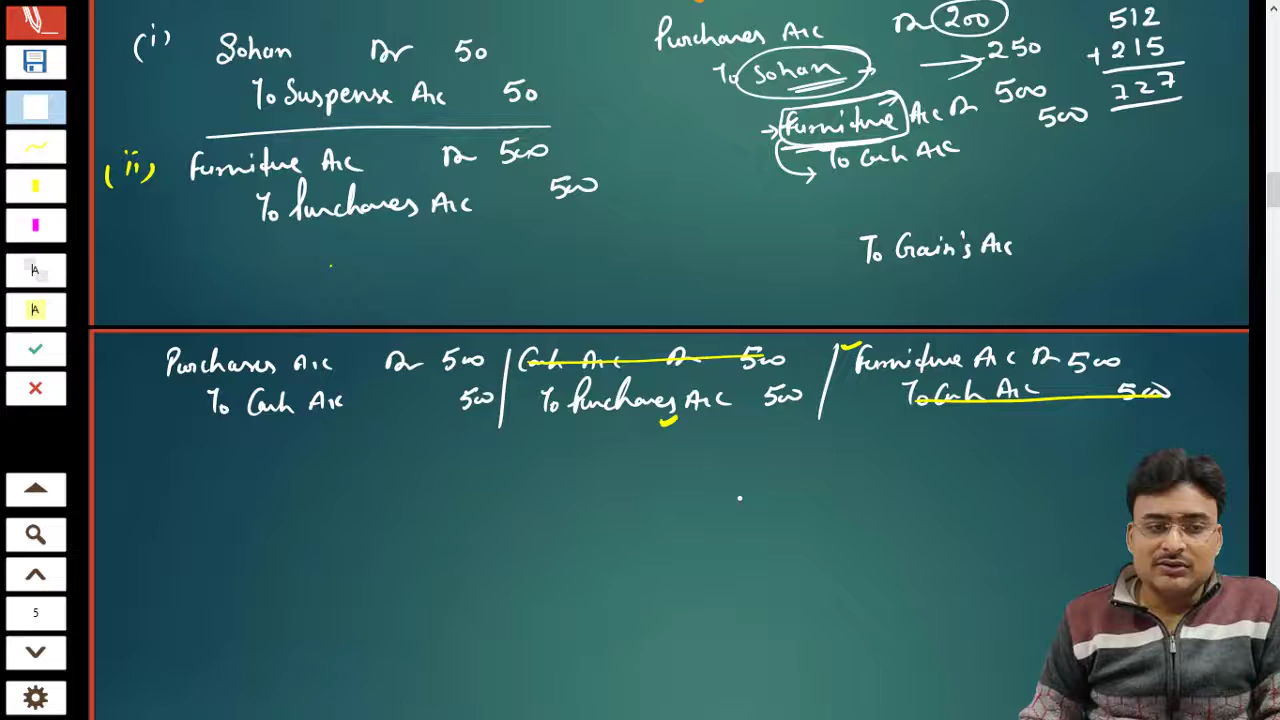 (i) Sohan Dr 50
To Suspense A/c 50
(ii) Furniture A/c Dr 500
To Purchases A/c 500
Purchases A/c Dr 200
To Sohan → 250
Furniture A/c Dr 500
To Cash A/c 500
512
+ 215
727
To Grain's A/c
Purchases A/c Dr 500
To Cash A/c 500
Cash A/c Dr 500
To Purchases A/c 500
Furniture A/c Dr 500
To Cash A/c 500
A
A
5